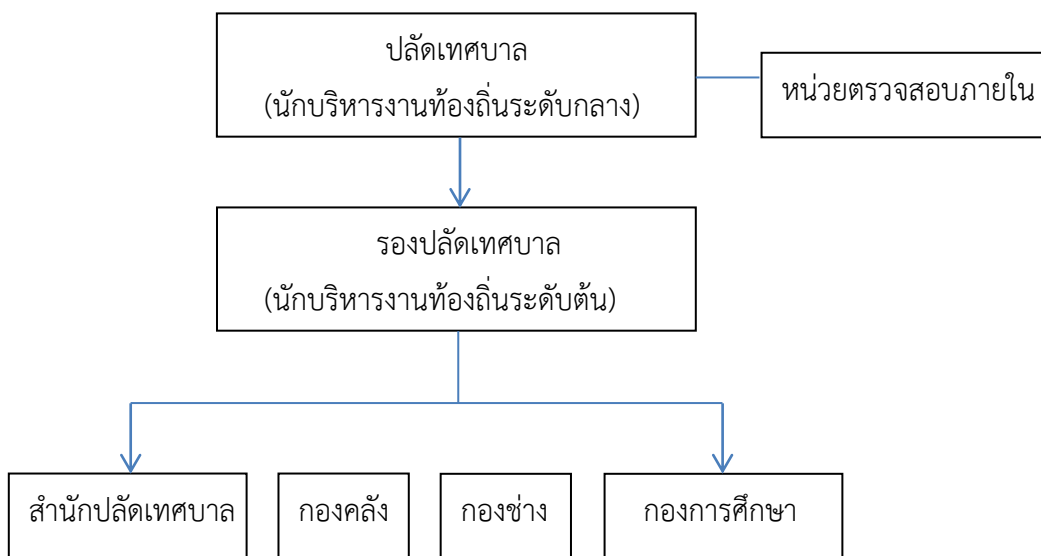 ปลัดเทศบาล
(นักบริหารงานท้องถิ่นระดับกลาง)
หน่วยตรวจสอบภายใน
รองปลัดเทศบาล
(นักบริหารงานท้องถิ่นระดับต้น)
สำนักปลัดเทศบาล
กองคลัง
กองช่าง
กองการศึกษา